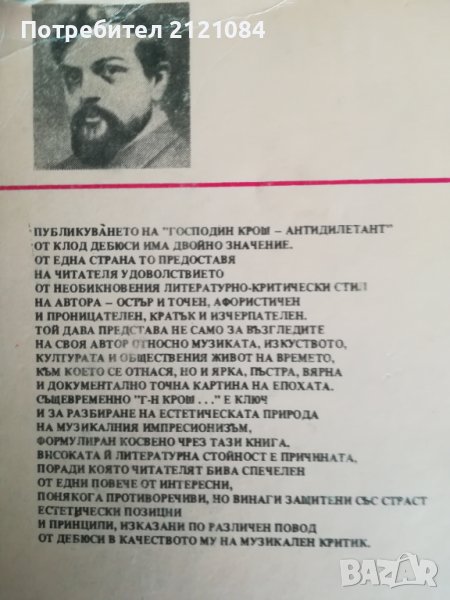 Потребител 2121084
ПУБЛИКУВАНЕТО НА "ГОСПОДИН КРОШ – АНТИДИЛЕТАНТ"
ОТ КЛОД ДЕБЮСИ ИМА ДВОЙНО ЗНАЧЕНИЕ.
ОТ ЕДНА СТРАНА ТО ПРЕДОСТАВЯ
НА ЧИТАТЕЛЯ УДОВОЛСТВИЕТО
ОТ НЕОБИКНОВЕНИЯ ЛИТЕРАТУРНО-КРИТИЧЕСКИ СТИЛ
НА АВТОРА – ОСТЪР И ТОЧЕН, АФОРИСТИЧЕН
И ПРОНИЦАТЕЛЕН, КРАТЪК И ИЗЧЕРПАТЕЛЕН.
ТОЙ ДАВА ПРЕДСТАВА НЕ САМО ЗА ВЪЗГЛЕДИТЕ
НА СВОЯ АВТОР ОТНОСНО МУЗИКАТА, ИЗКУСТВОТО,
КУЛТУРАТА И ОБЩЕСТВЕНИЯ ЖИВОТ НА ВРЕМЕТО,
КЪМ КОЕТО СЕ ОТНАСЯ, НО И ЯРКА, ПЪСТРА, ВЯРНА
И ДОКУМЕНТАЛНО ТОЧНА КАРТИНА НА ЕПОХАТА.
СЪЩЕВРЕМЕННО "Г-Н КРОШ . . ." Е КЛЮЧ
И ЗА РАЗБИРАНЕ НА ЕСТЕТИЧЕСКАТА ПРИРОДА
НА МУЗИКАЛНИЯ ИМПРЕСИОНИЗЪМ,
ФОРМУЛИРАН КОСВЕНО ЧРЕЗ ТАЗИ КНИГА.
ВИСОКАТА Й ЛИТЕРАТУРНА СТОЙНОСТ Е ПРИЧИНАТА,
ПОРАДИ КОЯТО ЧИТАТЕЛЯТ БИВА СПЕЧЕЛЕН
ОТ ЕДНИ ПОВЕЧЕ ОТ ИНТЕРЕСНИ,
ПОНЯКОГА ПРОТИВОРЕЧИВИ, НО ВИНАГИ ЗАЩИТЕНИ СЪС СТРАСТ
ЕСТЕТИЧЕСКИ ПОЗИЦИИ
И ПРИНЦИПИ, ИЗКАЗАНИ ПО РАЗЛИЧЕН ПОВОД
ОТ ДЕБЮСИ В КАЧЕСТВОТО МУ НА МУЗИКАЛЕН КРИТИК.
BAZAR